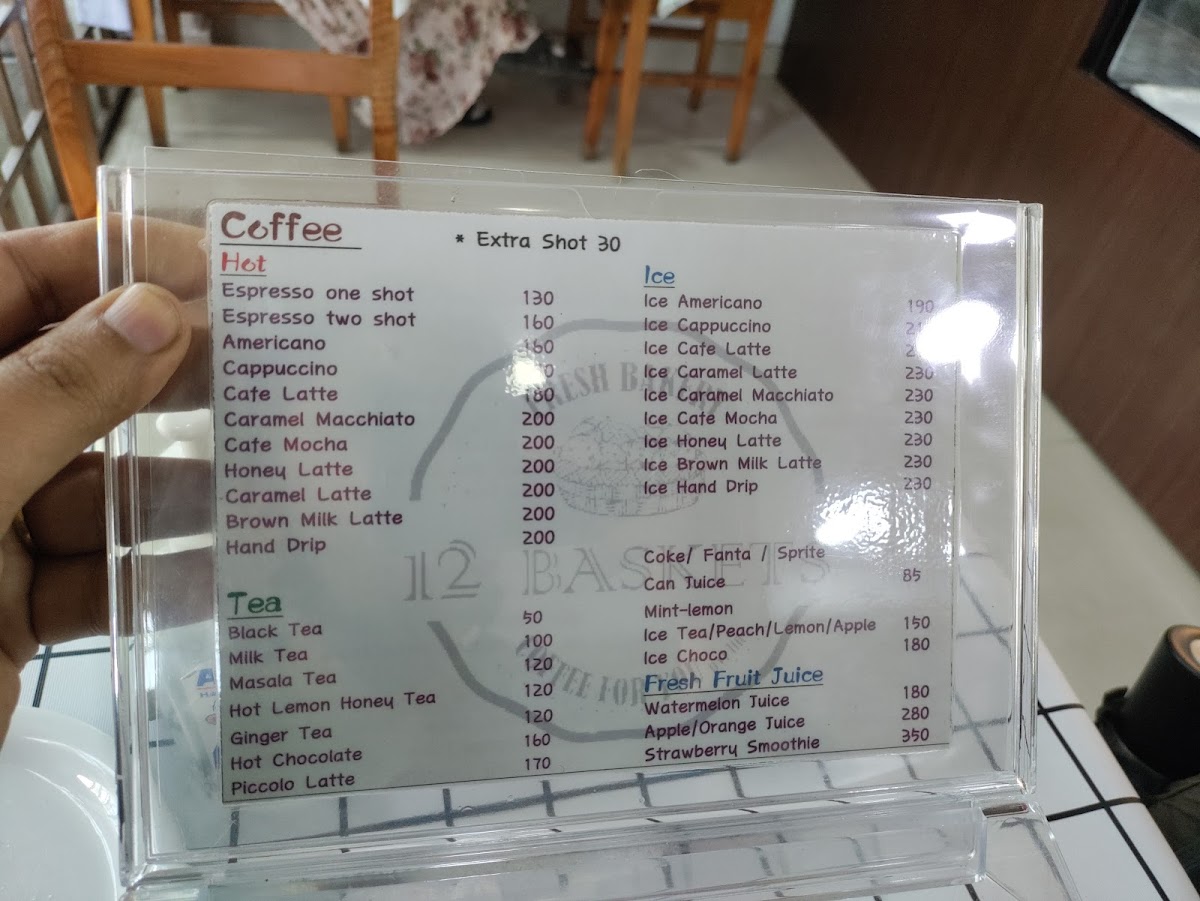 Coffee
* Extra Shot 30
Hot
Espresso one shot 130
Espresso two shot 160
Americano 160
Cappuccino
Cafe Latte 180
Caramel Macchiato 200
Cafe Mocha 200
Honey Latte 200
Caramel Latte 200
Brown Milk Latte 200
Hand Drip 200
Tea
Black Tea 50
Milk Tea 100
Masala Tea 120
Hot Lemon Honey Tea 120
Ginger Tea 120
Hot Chocolate 160
Piccolo Latte 170
Ice
Ice Americano 190
Ice Cappuccino
Ice Cafe Latte
Ice Caramel Latte 230
Ice Caramel Macchiato 230
Ice Cafe Mocha 230
Ice Honey Latte 230
Ice Brown Milk Latte 230
Ice Hand Drip 230
Coke/ Fanta / Sprite
Can Juice 85
Mint-lemon
Ice Tea/Peach/Lemon/Apple 150
Ice Choco 180
Fresh Fruit Juice
Watermelon Juice 180
Apple/Orange Juice 280
Strawberry Smoothie 350
FRESH BAKERY
12 BASKETS
COFFEE FOR